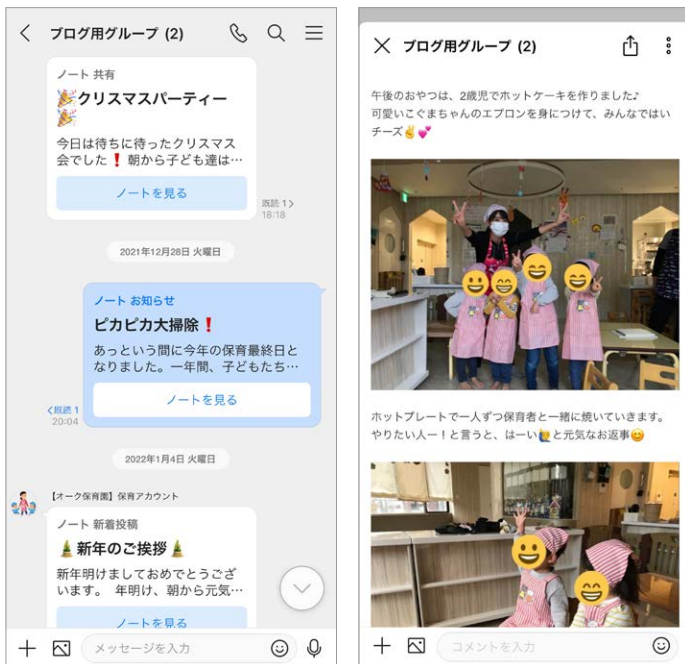 ブログ用グループ (2)
ノート 共有
🎉クリスマスパーティー
🎉
今日は待ちに待ったクリスマス
会でした❗朝から子ども達は…
ノートを見る
既読 1
18:18
2021年12月28日 火曜日
ノート お知らせ
ピカピカ大掃除❗
あっという間に今年の保育最終日と
なりました。一年間、子どもたち…
ノートを見る
既読 1
20:04
2022年1月4日 火曜日
【オーク保育園】保育アカウント
ノート 新着投稿
🎍新年のご挨拶🎍
新年明けましておめでとうござ
います。 年明け、朝から元気…
ノートを見る
メッセージを入力
ブログ用グループ (2)
午後のおやつは、2歳児でホットケーキを作りました♪
可愛いこぐまちゃんのエプロンを身につけて、みんなではい
チーズ✌💕
ホットプレートで一人ずつ保育者と一緒に焼いていきます。
やりたい人ー！と言うと、はーい🙋と元気なお返事😊
コメントを入力